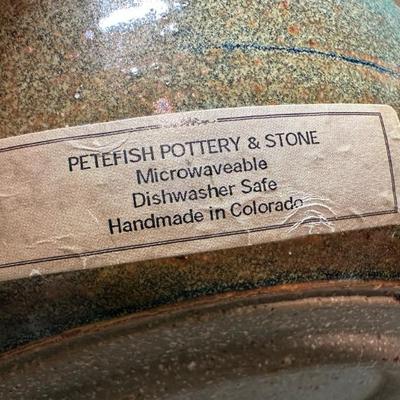 PETEFISH POTTERY & STONE
Microwaveable
Dishwasher Safe
Handmade in Colorado